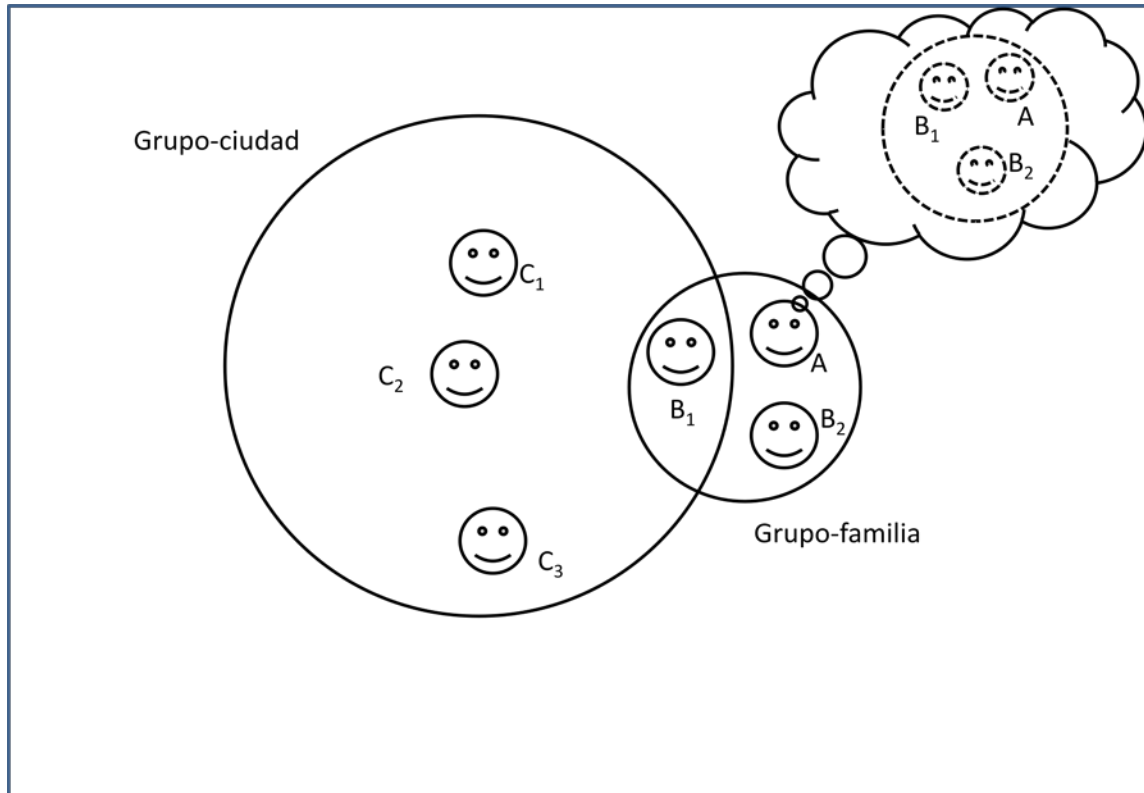 B₁
A
B₂
Grupo-ciudad
C₁
C₂
C₃
B₁
A
B₂
Grupo-familia